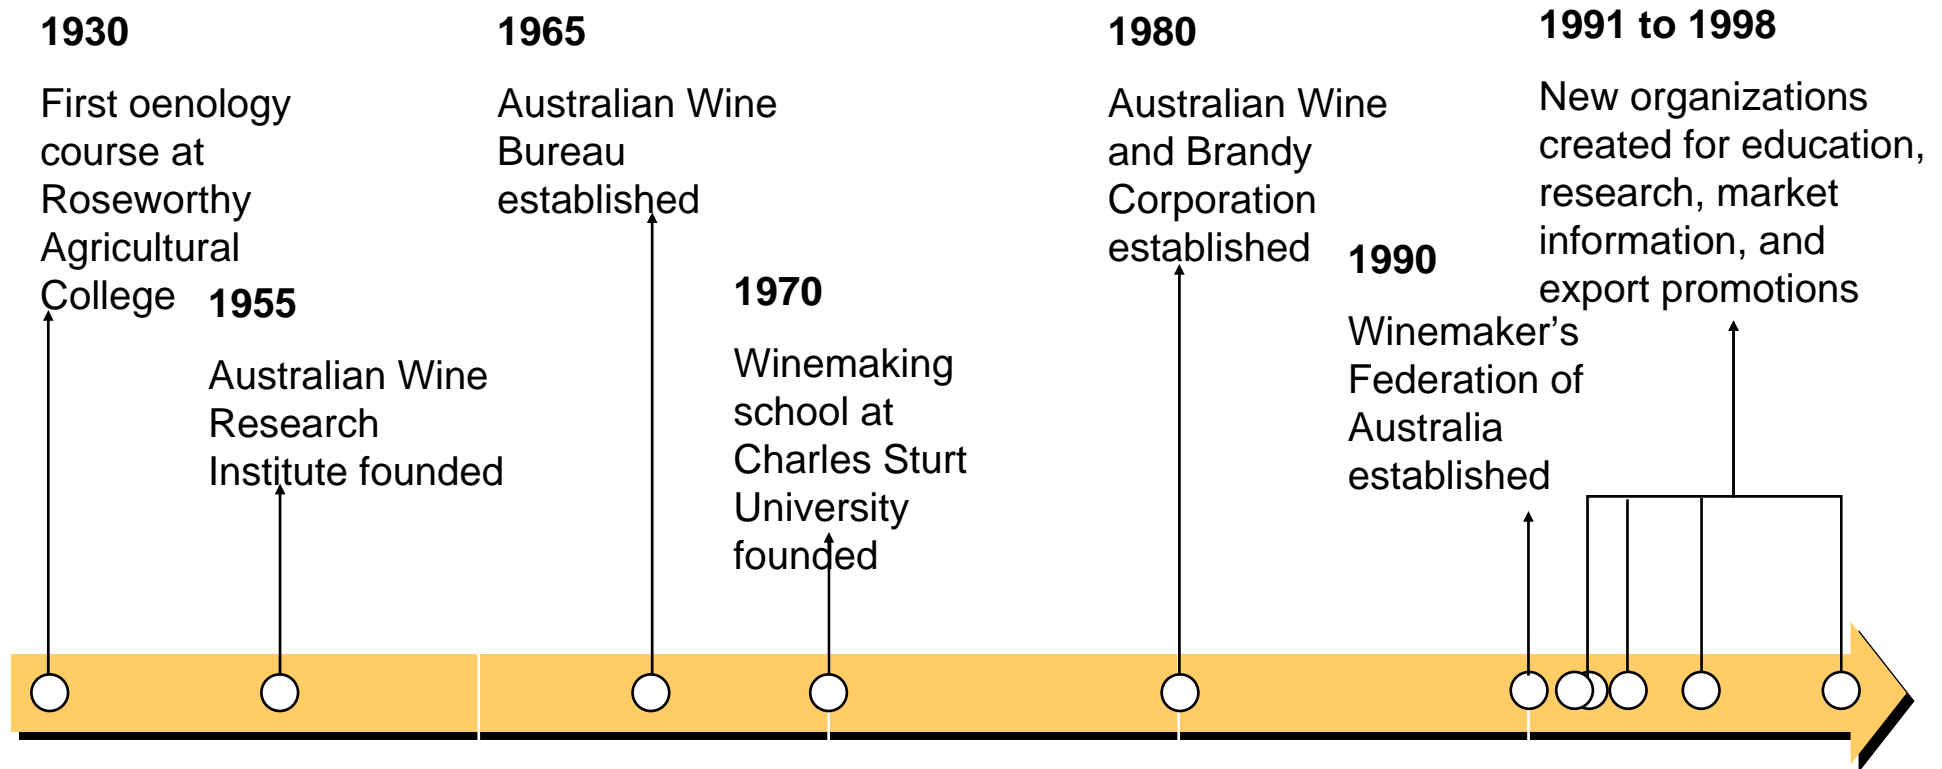 1930
First oenology
course at
Roseworthy
Agricultural
College
1955
Australian Wine
Research
Institute founded
1965
Australian Wine
Bureau
established
1970
Winemaking
school at
Charles Sturt
University
founded
1980
Australian Wine
and Brandy
Corporation
established
1990
Winemaker’s
Federation of
Australia
established
1991 to 1998
New organizations
created for education,
research, market
information, and
export promotions